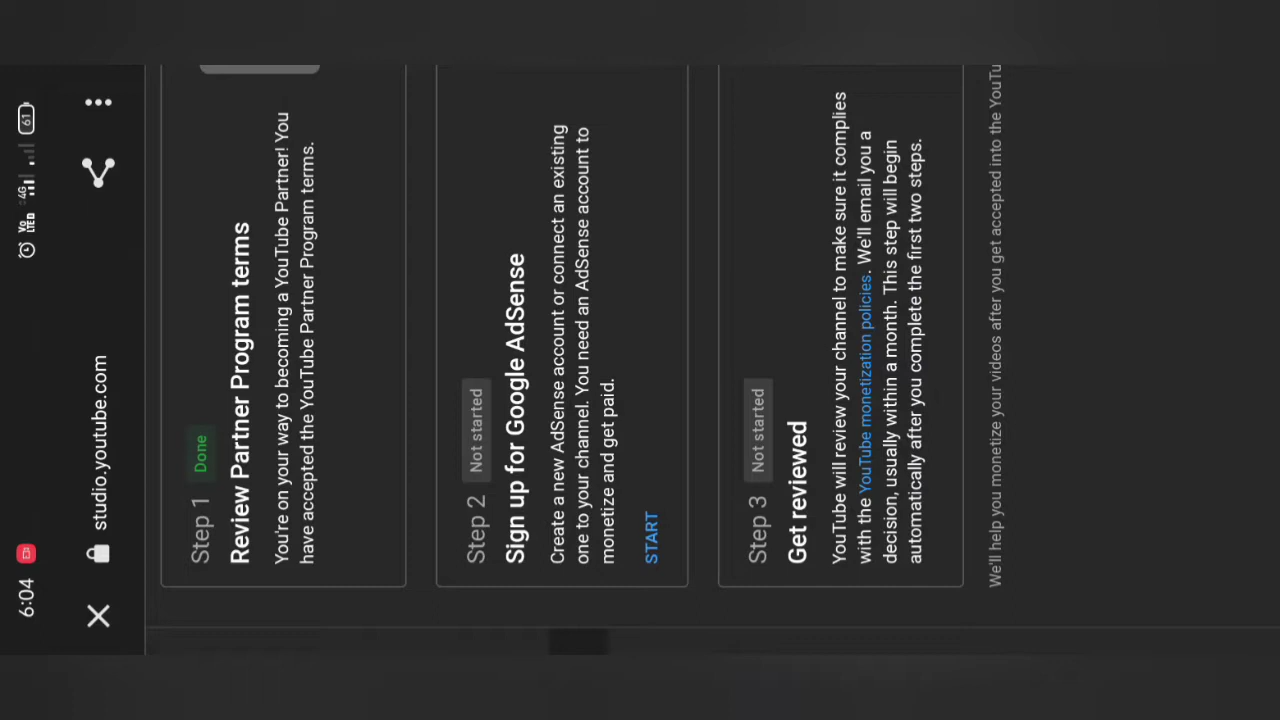 6:04
Vo
LTED
4G
61
studio.youtube.com
Step 1
Done
Review Partner Program terms
You're on your way to becoming a YouTube Partner! You
have accepted the YouTube Partner Program terms.
Step 2
Not started
Sign up for Google AdSense
Create a new AdSense account or connect an existing
one to your channel. You need an AdSense account to
monetize and get paid.
START
Step 3
Not started
Get reviewed
YouTube will review your channel to make sure it complies
with the YouTube monetization policies. We'll email you a
decision, usually within a month. This step will begin
automatically after you complete the first two steps.
We'll help you monetize your videos after you get accepted into the YouTu